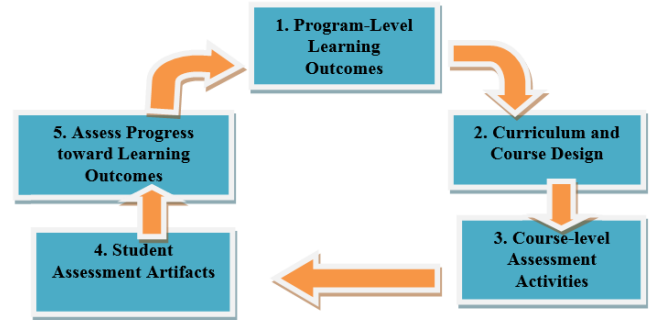 1. Program-Level
Learning
Outcomes
2. Curriculum and
Course Design
3. Course-level
Assessment
Activities
4. Student
Assessment Artifacts
5. Assess Progress
toward Learning
Outcomes